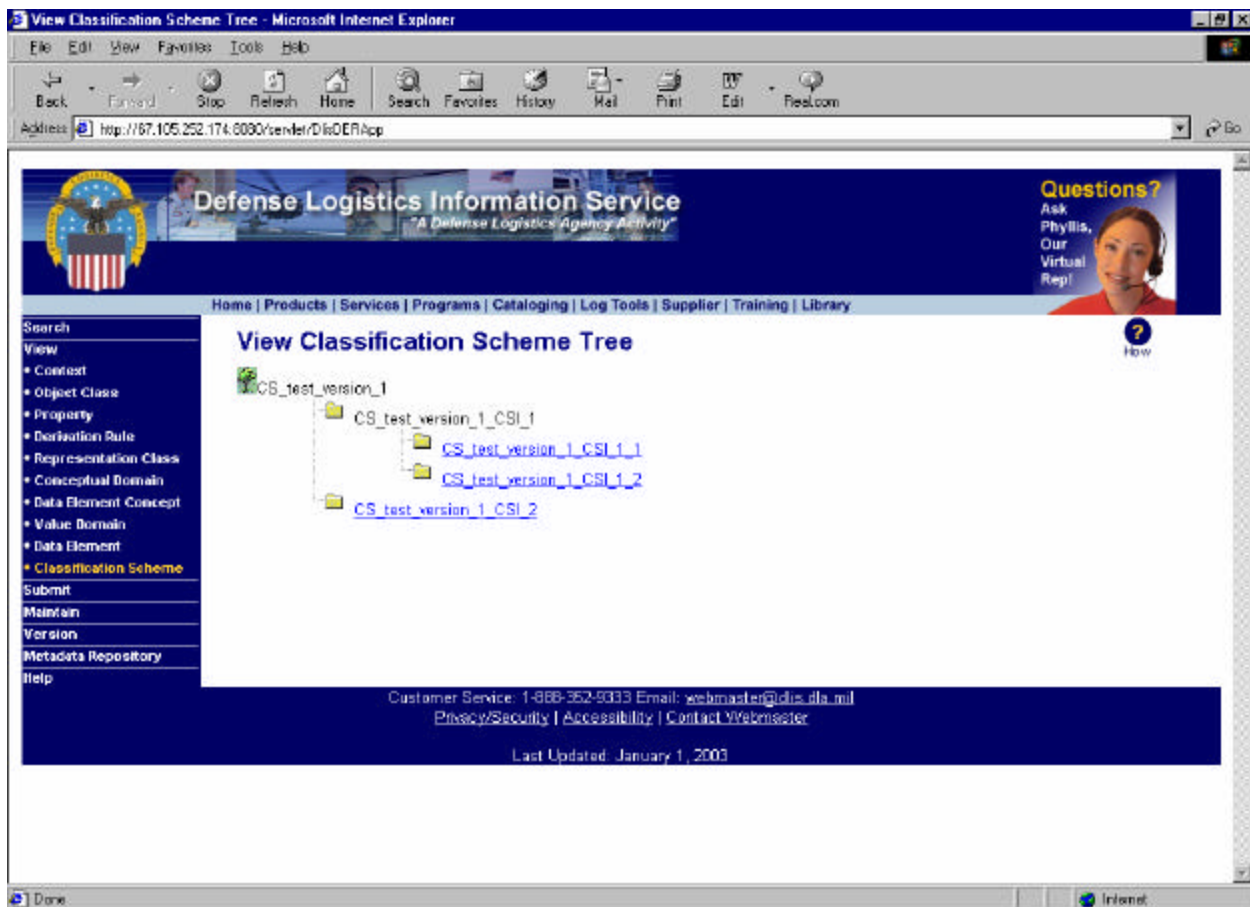 View Classification Scheme Tree - Microsoft Internet Explorer
File Edit View Favorites Tools Help
Back Forward Stop Refresh Home Search Favorites History Mail Print Edit Real.com
Address http://67.105.252.174:8080/servlet/DlisDERApp Go
Defense Logistics Information Service
"A Defense Logistics Agency Activity"
Questions?
Ask
Phyllis,
Our
Virtual
Rep!
Home | Products | Services | Programs | Cataloging | Log Tools | Supplier | Training | Library
Search
View
• Context
• Object Class
• Property
• Derivation Rule
• Representation Class
• Conceptual Domain
• Data Element Concept
• Value Domain
• Data Element
• Classification Scheme
Submit
Maintain
Version
Metadata Repository
Help
View Classification Scheme Tree
?
How
CS_test_version_1
CS_test_version_1_CSI_1
CS_test_version_1_CSI_1_1
CS_test_version_1_CSI_1_2
CS_test_version_1_CSI_2
Customer Service: 1-888-352-9333 Email: webmaster@dlis.dla.mil
Privacy/Security | Accessibility | Contact Webmaster
Last Updated: January 1, 2003
Done
Internet